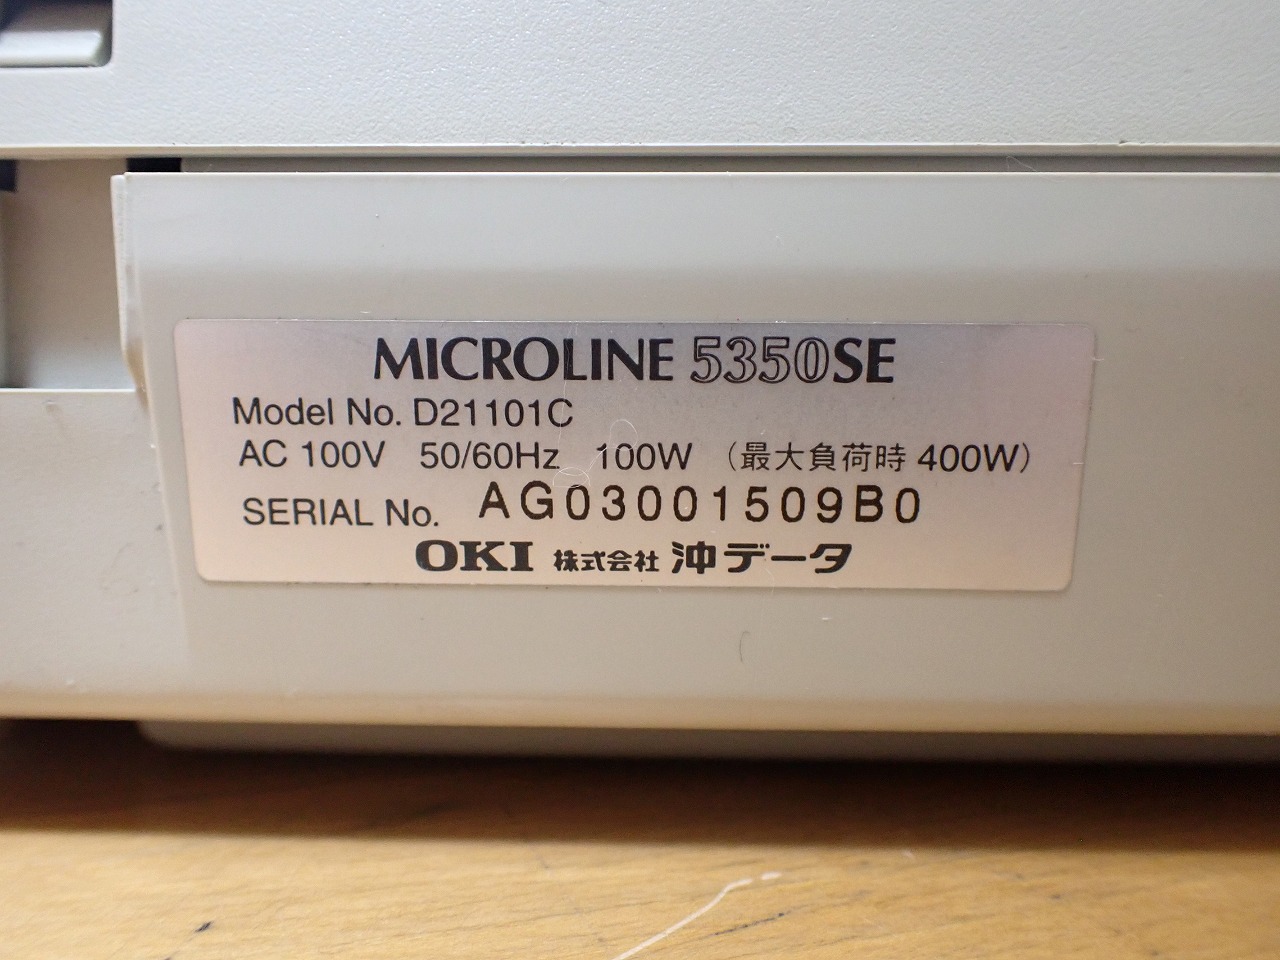 MICROLINE 5350SE
Model No. D21101C
AC 100V 50/60Hz 100W （最大負荷時 400W）
SERIAL No. AG03001509B0
OKI 株式会社 沖データ